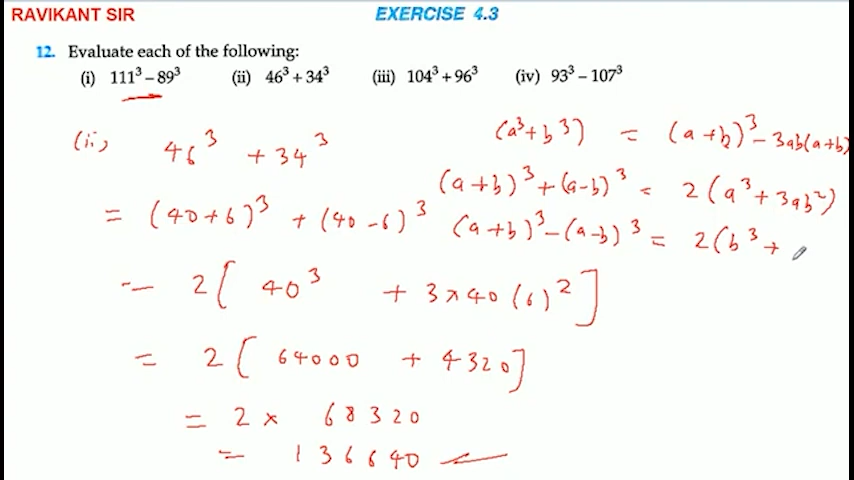 RAVIKANT SIR EXERCISE 4.3
12. Evaluate each of the following:
(i) 111³ – 89³ (ii) 46³ + 34³ (iii) 104³ + 96³ (iv) 93³ – 107³
(ii) 46³ + 34³
(a³+b³) = (a+b)³ – 3ab(a+b)
(a+b)³ + (a-b)³ = 2(a³ + 3ab²)
= (40+6)³ + (40-6)³
(a+b)³ – (a-b)³ = 2(b³ +
= 2[ 40³ + 3×40(6)² ]
= 2[ 64000 + 4320 ]
= 2 × 68320
= 136640